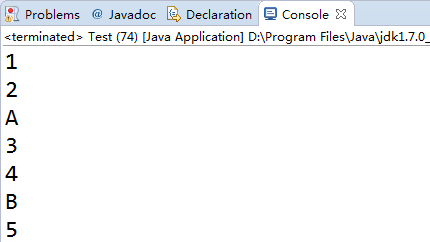 Problems @ Javadoc Declaration Console
<terminated> Test (74) [Java Application] D:\Program Files\Java\jdk1.7.0_
1
2
A
3
4
B
5